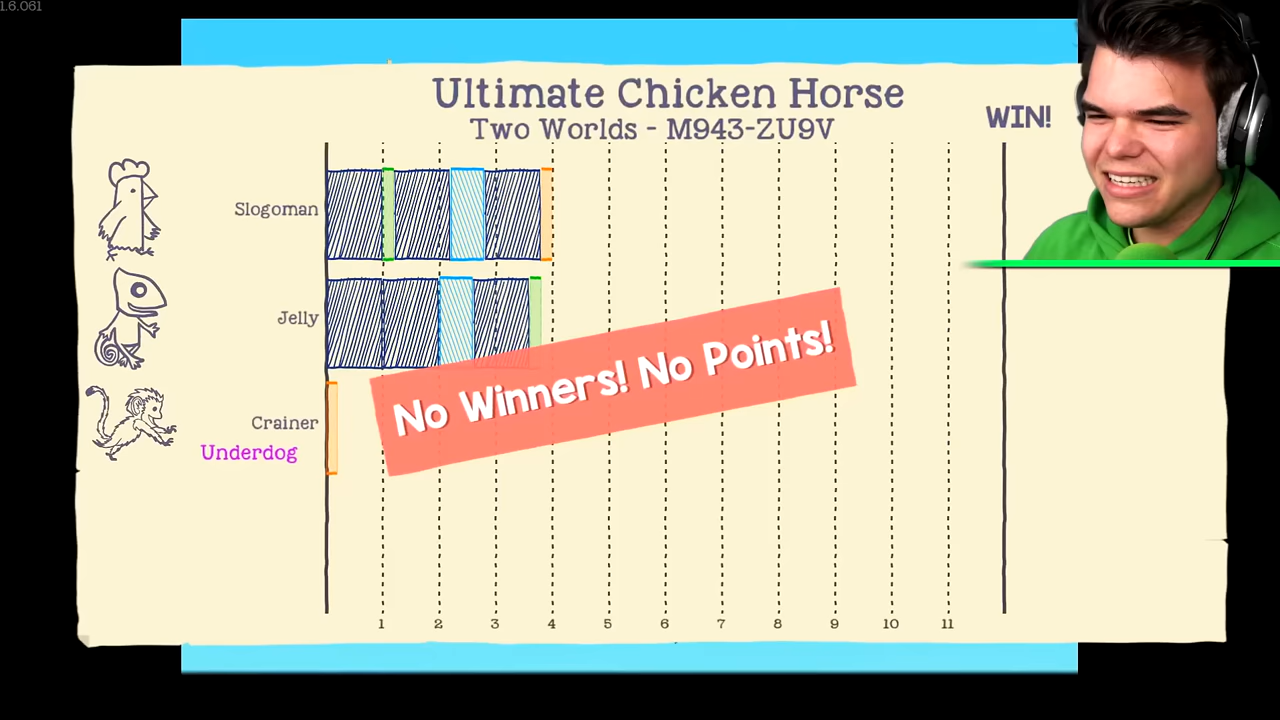 1.6.061
Ultimate Chicken Horse
Two Worlds - M943-ZU9V
WIN!
Slogoman
Jelly
No Winners! No Points!
Crainer
Underdog
1 2 3 4 5 6 7 8 9 10 11